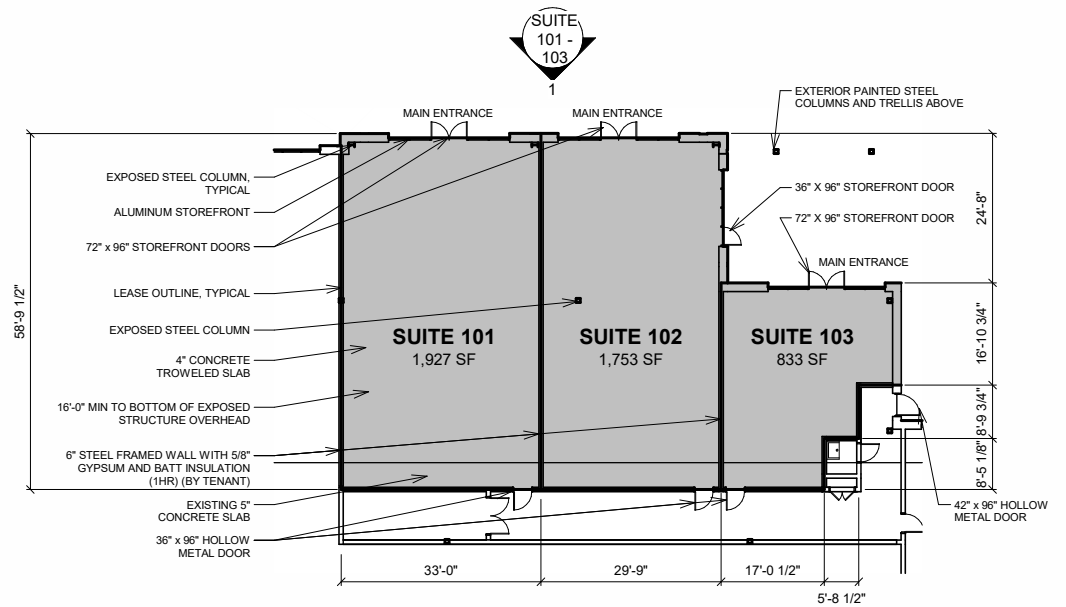 SUITE
101 -
103
1
MAIN ENTRANCE
MAIN ENTRANCE
EXTERIOR PAINTED STEEL
COLUMNS AND TRELLIS ABOVE
EXPOSED STEEL COLUMN,
TYPICAL
ALUMINUM STOREFRONT
72" x 96" STOREFRONT DOORS
LEASE OUTLINE, TYPICAL
EXPOSED STEEL COLUMN
4" CONCRETE
TROWELED SLAB
16'-0" MIN TO BOTTOM OF EXPOSED
STRUCTURE OVERHEAD
6" STEEL FRAMED WALL WITH 5/8"
GYPSUM AND BATT INSULATION
(1HR) (BY TENANT)
EXISTING 5"
CONCRETE SLAB
36" x 96" HOLLOW
METAL DOOR
58'-9 1/2"
SUITE 101
1,927 SF
SUITE 102
1,753 SF
SUITE 103
833 SF
36" X 96" STOREFRONT DOOR
72" X 96" STOREFRONT DOOR
MAIN ENTRANCE
24'-8"
16'-10 3/4"
8'-9 3/4"
8'-5 1/8"
42" x 96" HOLLOW
METAL DOOR
33'-0"
29'-9"
17'-0 1/2"
5'-8 1/2"